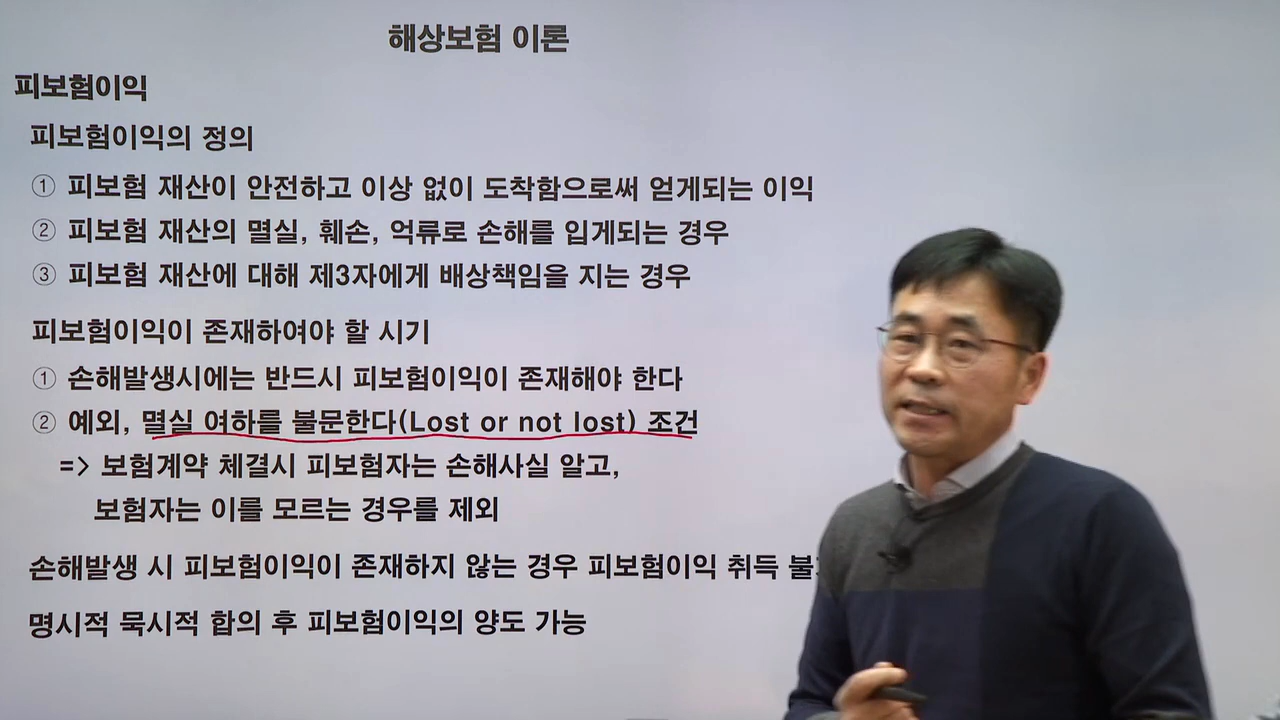 해상보험 이론
피보험이익
피보험이익의 정의
① 피보험 재산이 안전하고 이상 없이 도착함으로써 얻게되는 이익
② 피보험 재산의 멸실, 훼손, 억류로 손해를 입게되는 경우
③ 피보험 재산에 대해 제3자에게 배상책임을 지는 경우
피보험이익이 존재하여야 할 시기
① 손해발생시에는 반드시 피보험이익이 존재해야 한다
② 예외, 멸실 여하를 불문한다(Lost or not lost) 조건
=> 보험계약 체결시 피보험자는 손해사실 알고,
보험자는 이를 모르는 경우를 제외
손해발생 시 피보험이익이 존재하지 않는 경우 피보험이익 취득
명시적 묵시적 합의 후 피보험이익의 양도 가능